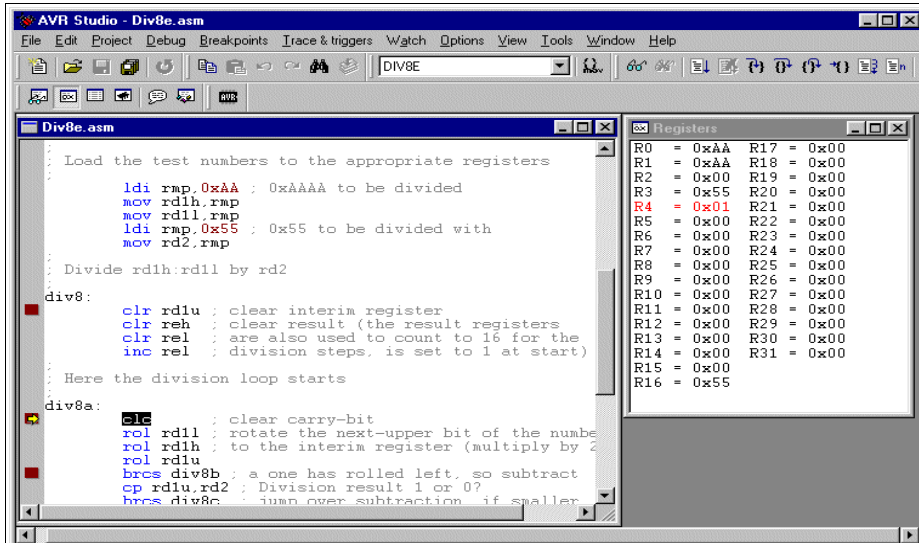 AVR Studio - Div8e.asm
File Edit Project Debug Breakpoints Trace & triggers Watch Options View Tools Window Help
DIV8E
AVR
Div8e.asm
;
; Load the test numbers to the appropriate registers
;
ldi rmp,0xAA ; 0xAAAA to be divided
mov rd1h,rmp
mov rd1l,rmp
ldi rmp,0x55 ; 0x55 to be divided with
mov rd2,rmp
;
; Divide rd1h:rd1l by rd2
;
div8:
clr rd1u ; clear interim register
clr reh ; clear result (the result registers
clr rel ; are also used to count to 16 for the
inc rel ; division steps, is set to 1 at start)
;
; Here the division loop starts
;
div8a:
clc ; clear carry-bit
rol rd1l ; rotate the next-upper bit of the numbe
rol rd1h ; to the interim register (multiply by 2
rol rd1u
brcs div8b ; a one has rolled left, so subtract
cp rd1u,rd2 ; Division result 1 or 0?
brcs div8c ; jump over subtraction, if smaller
Registers
R0 = 0xAA R17 = 0x00
R1 = 0xAA R18 = 0x00
R2 = 0x00 R19 = 0x00
R3 = 0x55 R20 = 0x00
R4 = 0x01 R21 = 0x00
R5 = 0x00 R22 = 0x00
R6 = 0x00 R23 = 0x00
R7 = 0x00 R24 = 0x00
R8 = 0x00 R25 = 0x00
R9 = 0x00 R26 = 0x00
R10 = 0x00 R27 = 0x00
R11 = 0x00 R28 = 0x00
R12 = 0x00 R29 = 0x00
R13 = 0x00 R30 = 0x00
R14 = 0x00 R31 = 0x00
R15 = 0x00
R16 = 0x55